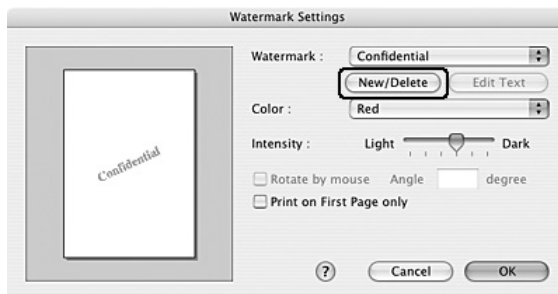 Watermark Settings
Watermark : Confidential
New/Delete Edit Text
Color : Red
Intensity : Light Dark
Rotate by mouse Angle degree
Print on First Page only
Confidential
? Cancel OK